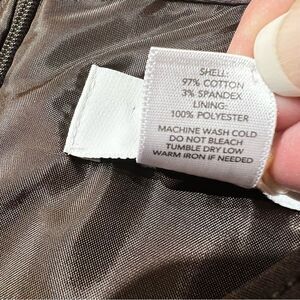 SHELL:
97% COTTON
3% SPANDEX
LINING:
100% POLYESTER
MACHINE WASH COLD
DO NOT BLEACH
TUMBLE DRY LOW
WARM IRON IF NEEDED